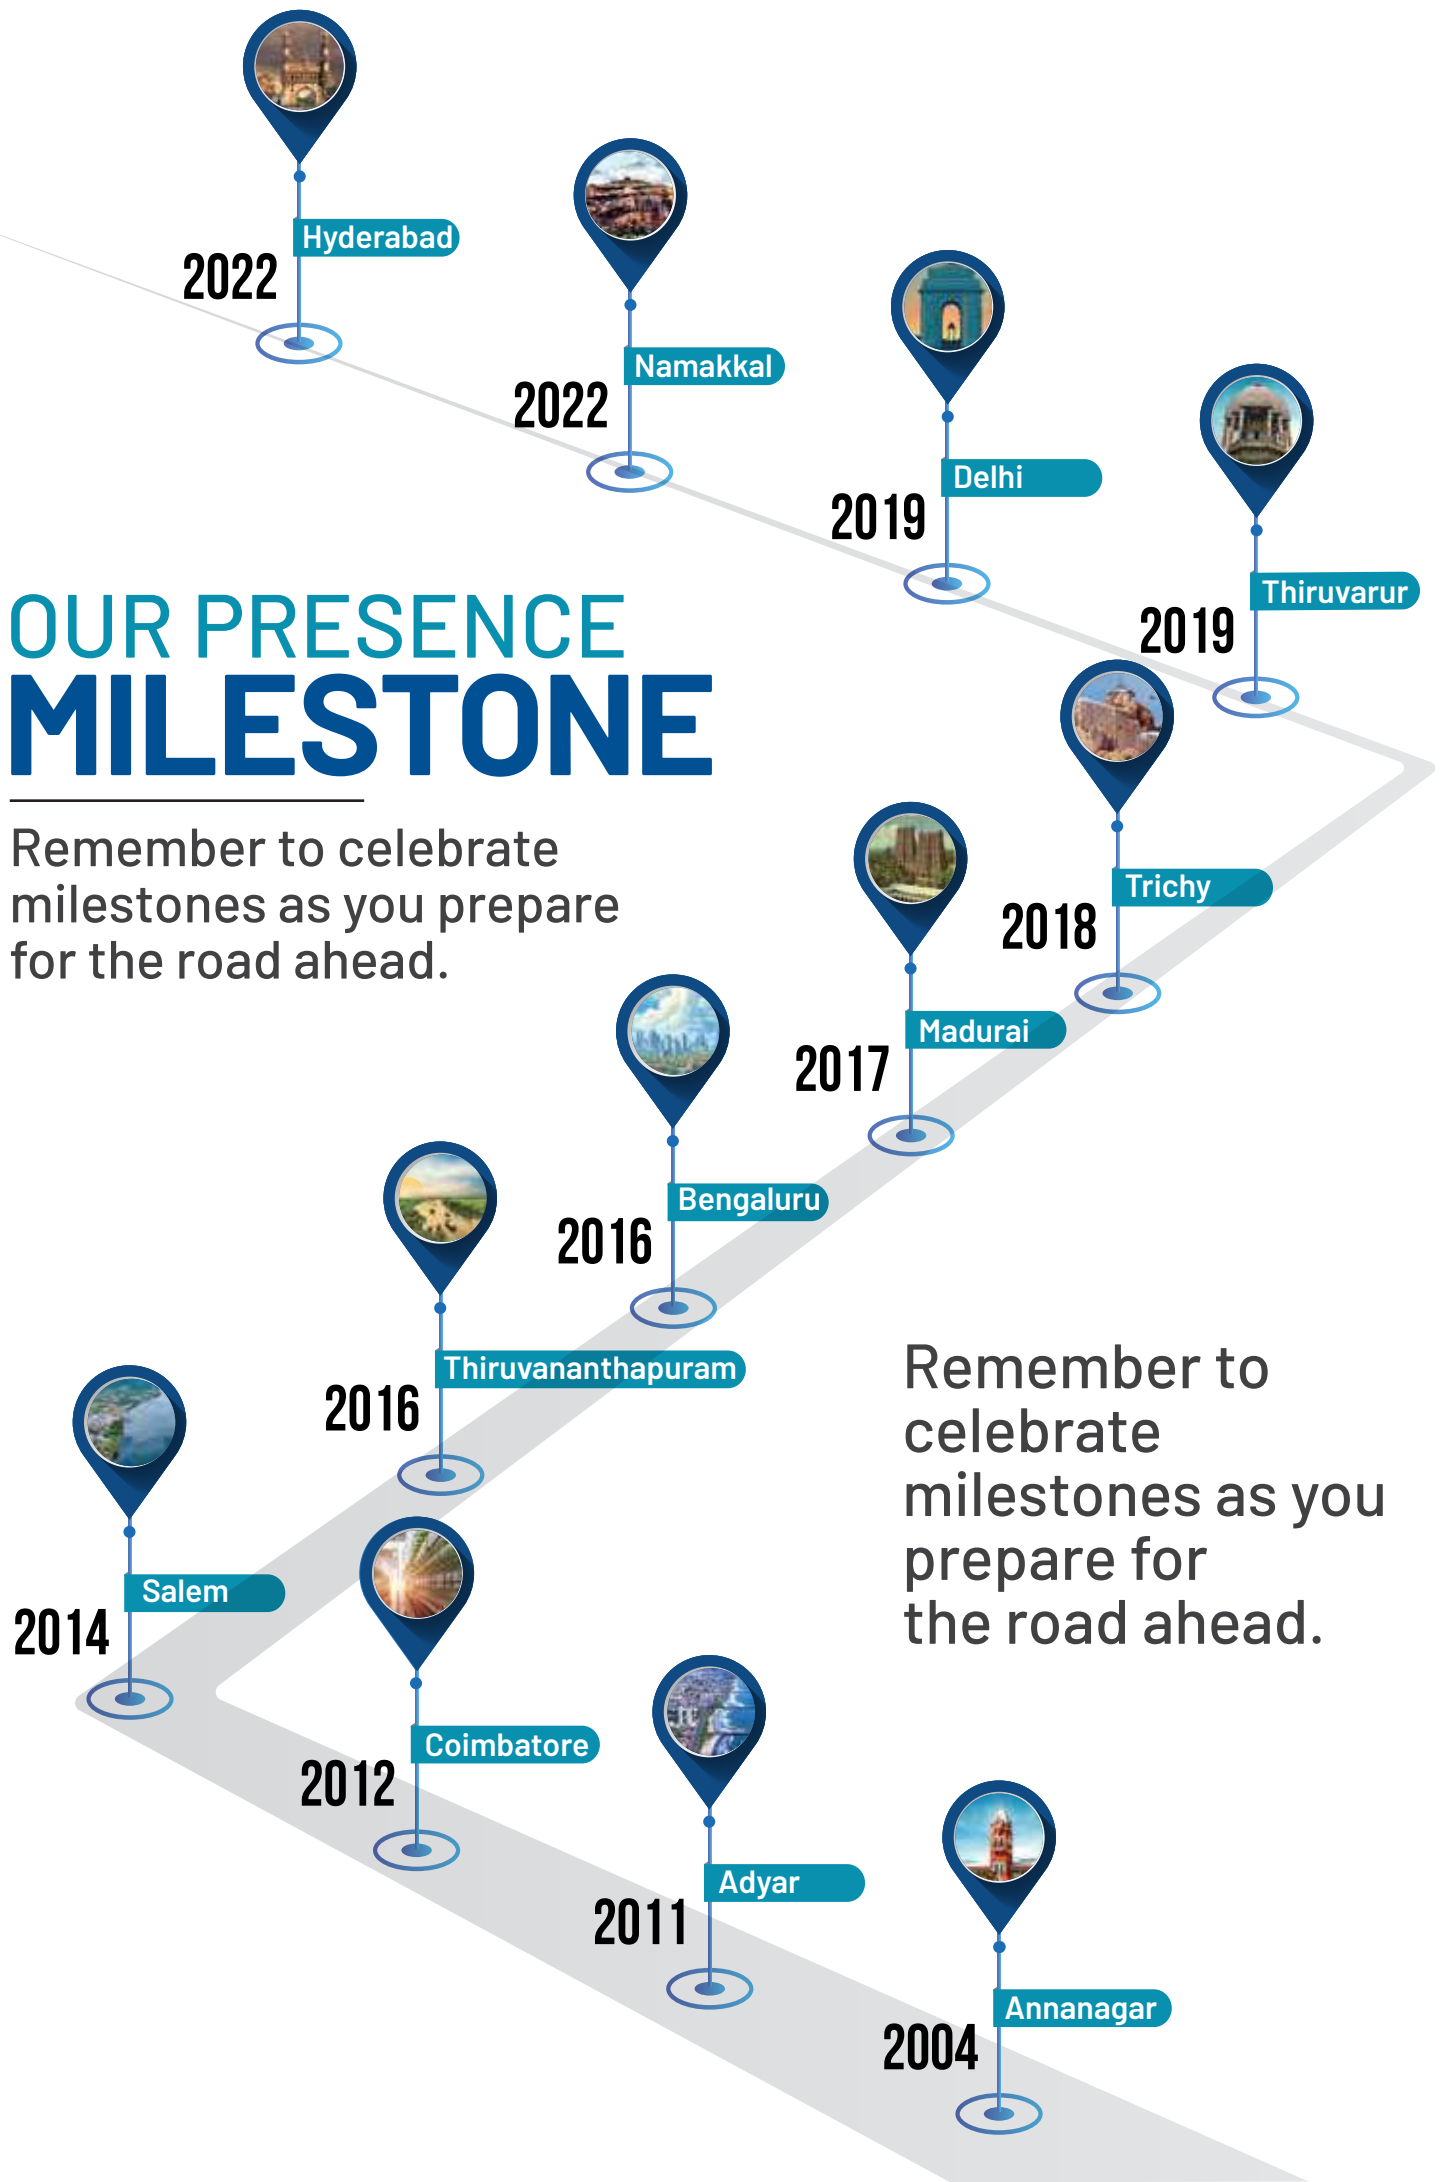 Hyderabad
2022
Namakkal
2022
Delhi
2019
Thiruvarur
2019
OUR PRESENCE
MILESTONE
Remember to celebrate
milestones as you prepare
for the road ahead.
Trichy
2018
Madurai
2017
Bengaluru
2016
Thiruvananthapuram
2016
Remember to
celebrate
milestones as you
prepare for
the road ahead.
Salem
2014
Coimbatore
2012
Adyar
2011
Annanagar
2004